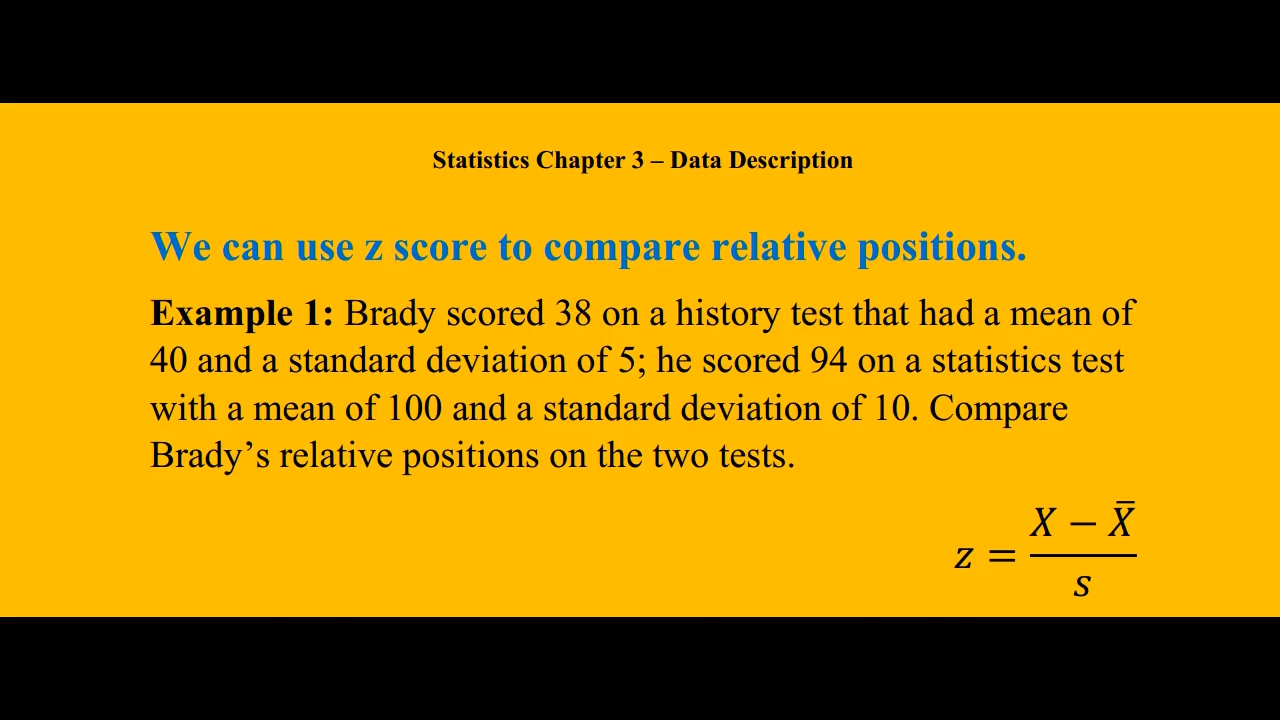 Statistics Chapter 3 – Data Description
We can use z score to compare relative positions.
Example 1: Brady scored 38 on a history test that had a mean of
40 and a standard deviation of 5; he scored 94 on a statistics test
with a mean of 100 and a standard deviation of 10. Compare
Brady’s relative positions on the two tests.
z = (X − X̄) / s